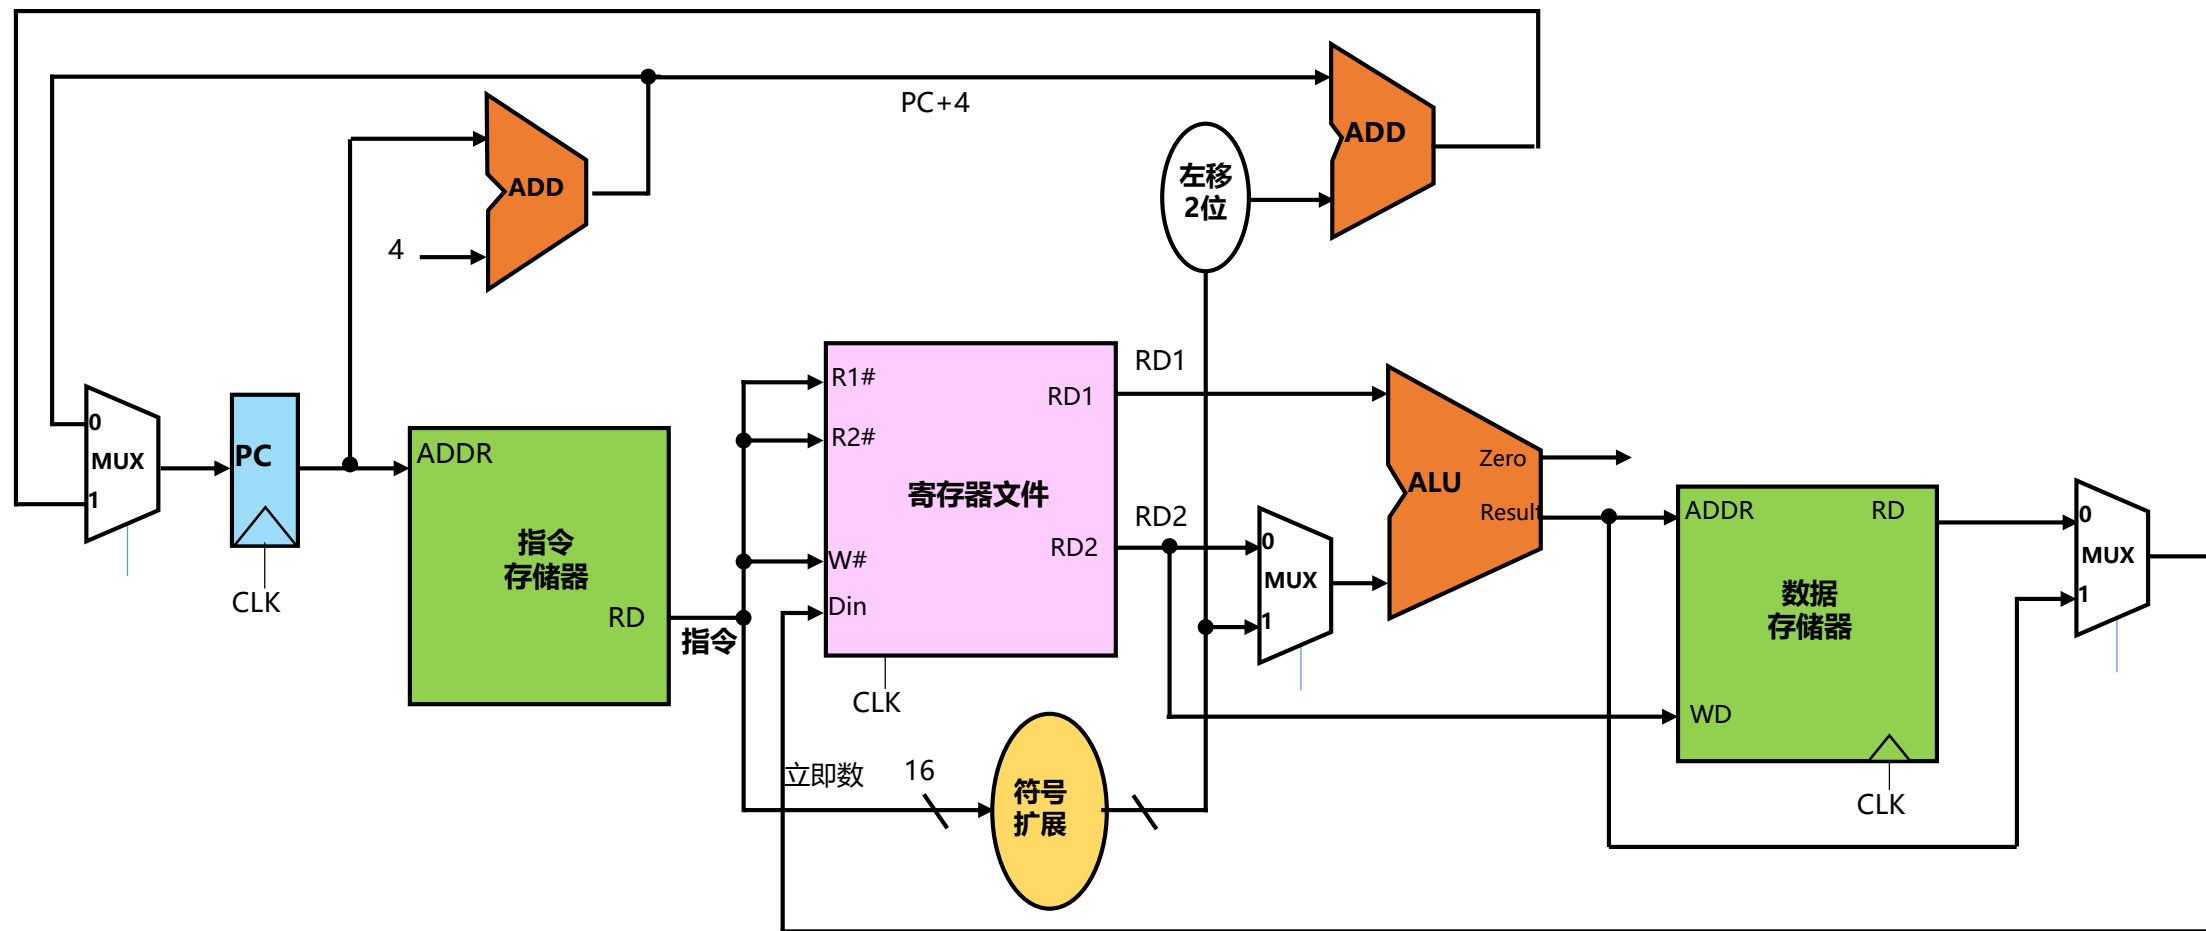 PC+4
ADD
左移
2位
ADD
4
0
MUX
1
PC
CLK
ADDR
指令
存储器
RD
指令
R1#
R2#
W#
Din
RD1
寄存器文件
RD2
CLK
RD1
RD2
0
MUX
1
ALU
Zero
Result
ADDR
RD
数据
存储器
WD
CLK
0
MUX
1
立即数
16
符号
扩展